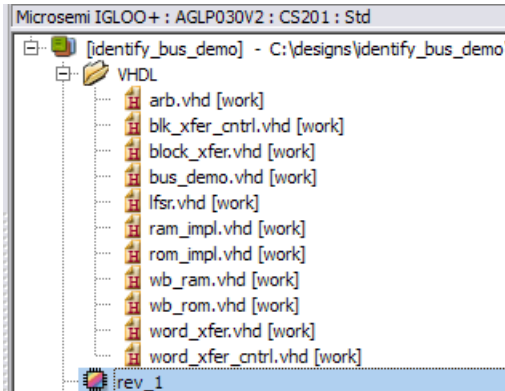 Microsemi IGLOO+ : AGLP030V2 : CS201 : Std
[identify_bus_demo] - C:\designs\identify_bus_demo
VHDL
arb.vhd [work]
blk_xfer_cntrl.vhd [work]
block_xfer.vhd [work]
bus_demo.vhd [work]
lfsr.vhd [work]
ram_impl.vhd [work]
rom_impl.vhd [work]
wb_ram.vhd [work]
wb_rom.vhd [work]
word_xfer.vhd [work]
word_xfer_cntrl.vhd [work]
rev_1